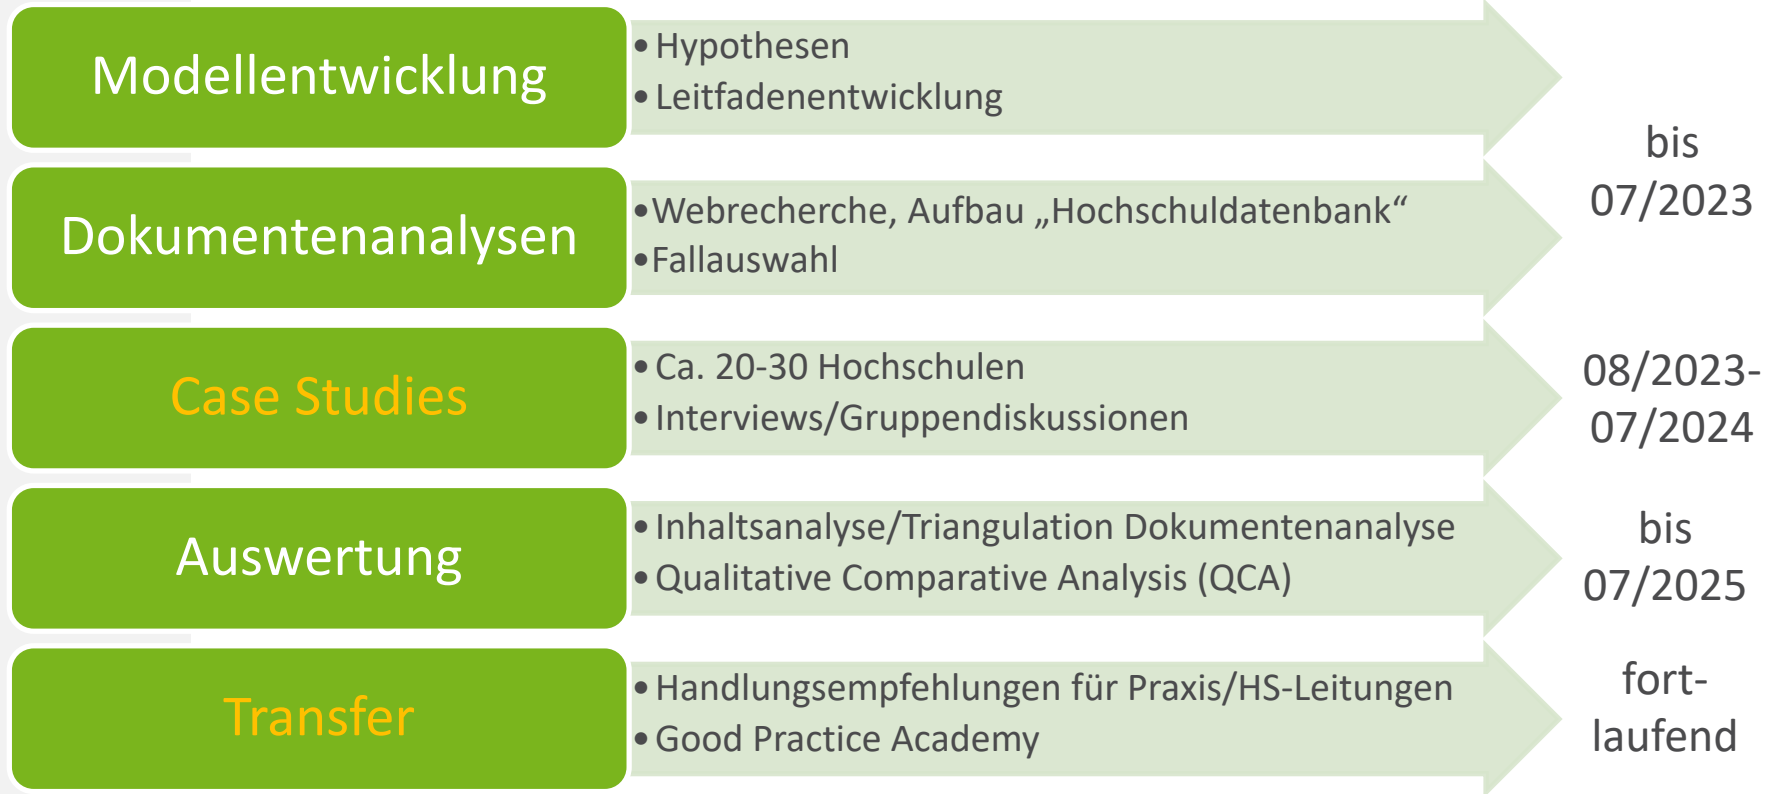 Modellentwicklung
• Hypothesen
• Leitfadenentwicklung
Dokumentenanalysen
•Webrecherche, Aufbau „Hochschuldatenbank“
•Fallauswahl
bis
07/2023
Case Studies
• Ca. 20-30 Hochschulen
• Interviews/Gruppendiskussionen
08/2023-
07/2024
Auswertung
• Inhaltsanalyse/Triangulation Dokumentenanalyse
• Qualitative Comparative Analysis (QCA)
bis
07/2025
Transfer
• Handlungsempfehlungen für Praxis/HS-Leitungen
• Good Practice Academy
fort-
laufend